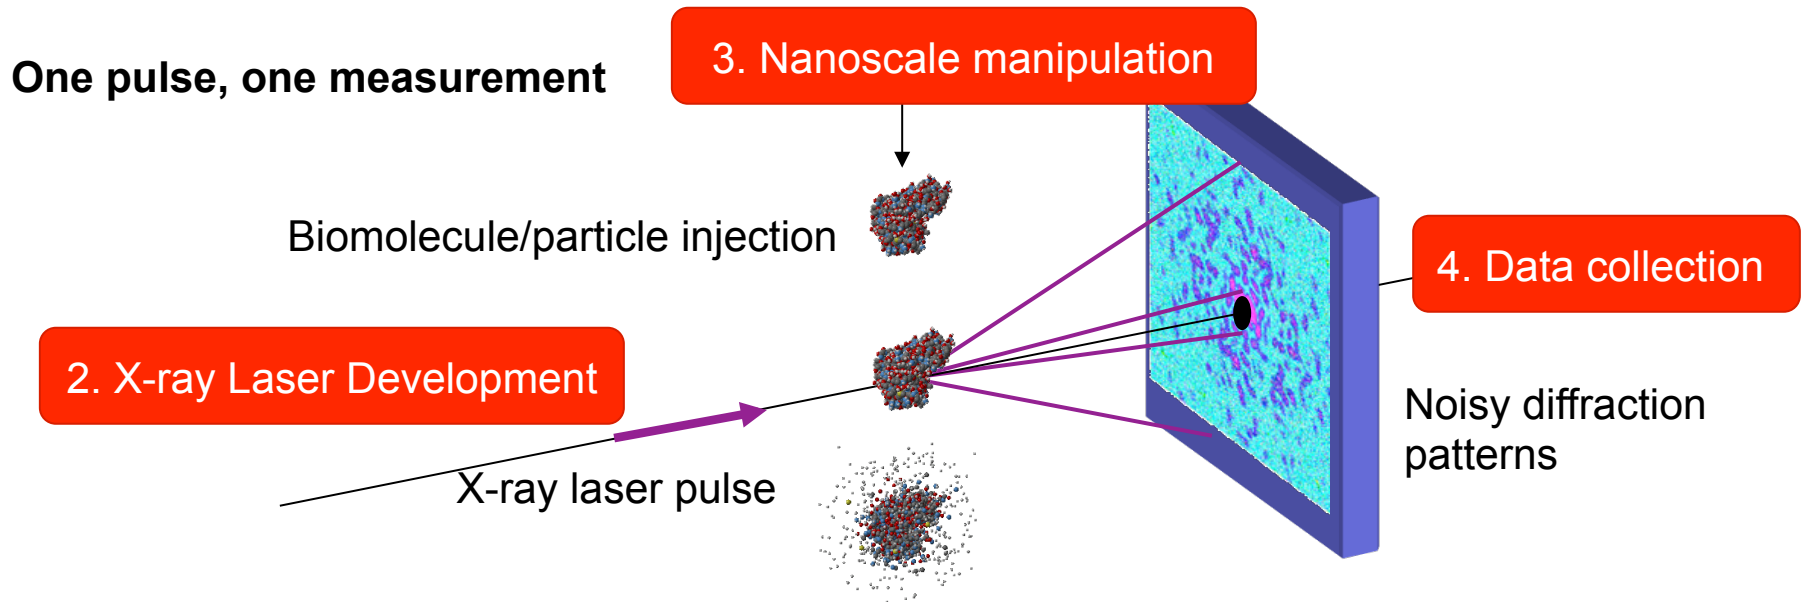 One pulse, one measurement
3. Nanoscale manipulation
Biomolecule/particle injection
4. Data collection
2. X-ray Laser Development
X-ray laser pulse
Noisy diffraction
patterns